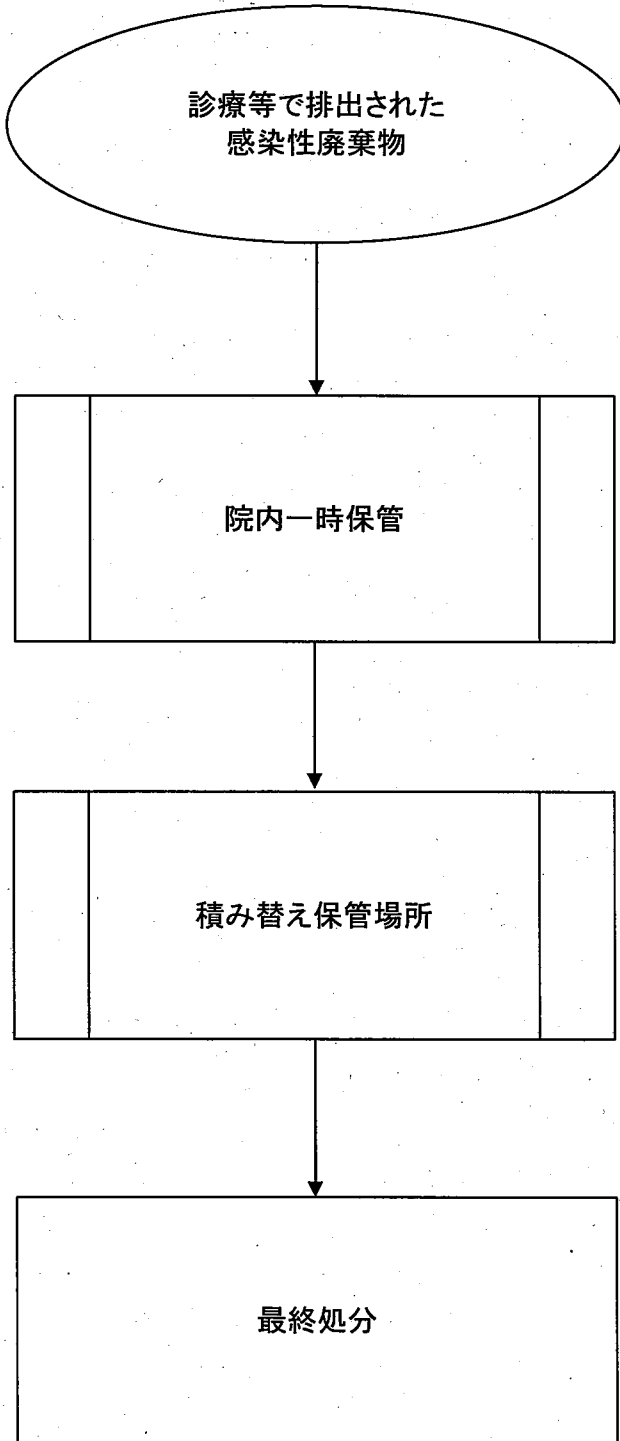 診療等で排出された
感染性廃棄物
院内一時保管
積み替え保管場所
最終処分